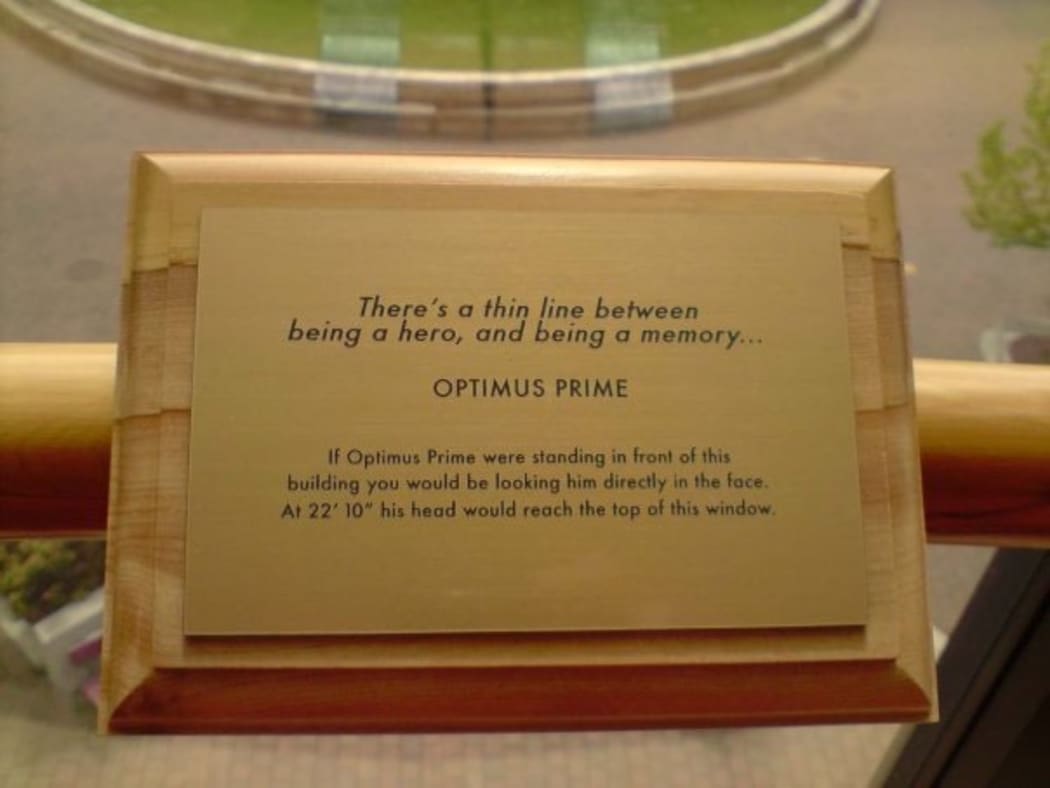 There's a thin line between
being a hero, and being a memory...
OPTIMUS PRIME
If Optimus Prime were standing in front of this
building you would be looking him directly in the face.
At 22' 10" his head would reach the top of this window.